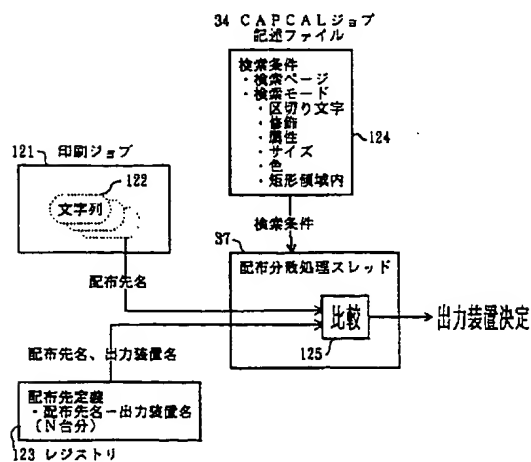 34 CAPCALジョブ
記述ファイル
検索条件
・検索ページ
・検索モード
・区切り文字
・修飾
・属性
・サイズ
・色
・矩形領域内
124
121 印刷ジョブ
122
文字列
検索条件
37
配布分散処理スレッド
配布先名
比較
出力装置決定
125
配布先名、出力装置名
配布先定義
・配布先名－出力装置名
(N台分)
123 レジストリ